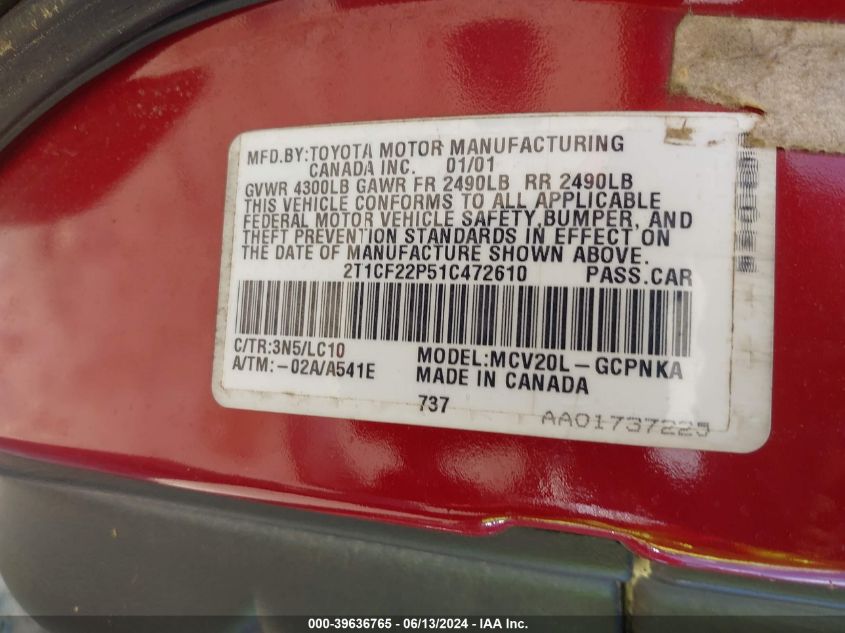 MFD.BY:TOYOTA MOTOR MANUFACTURING
CANADA INC. 01/01
GVWR 4300LB GAWR FR 2490LB RR 2490LB
THIS VEHICLE CONFORMS TO ALL APPLICABLE
FEDERAL MOTOR VEHICLE SAFETY,BUMPER, AND
THEFT PREVENTION STANDARDS IN EFFECT ON
THE DATE OF MANUFACTURE SHOWN ABOVE.
2T1CF22P51C472610 PASS.CAR
C/TR:3N5/LC10 MODEL:MCV20L-GCPNKA
A/TM:-02A/A541E MADE IN CANADA
737
AA01737225
000-39636765 - 06/13/2024 - IAA Inc.